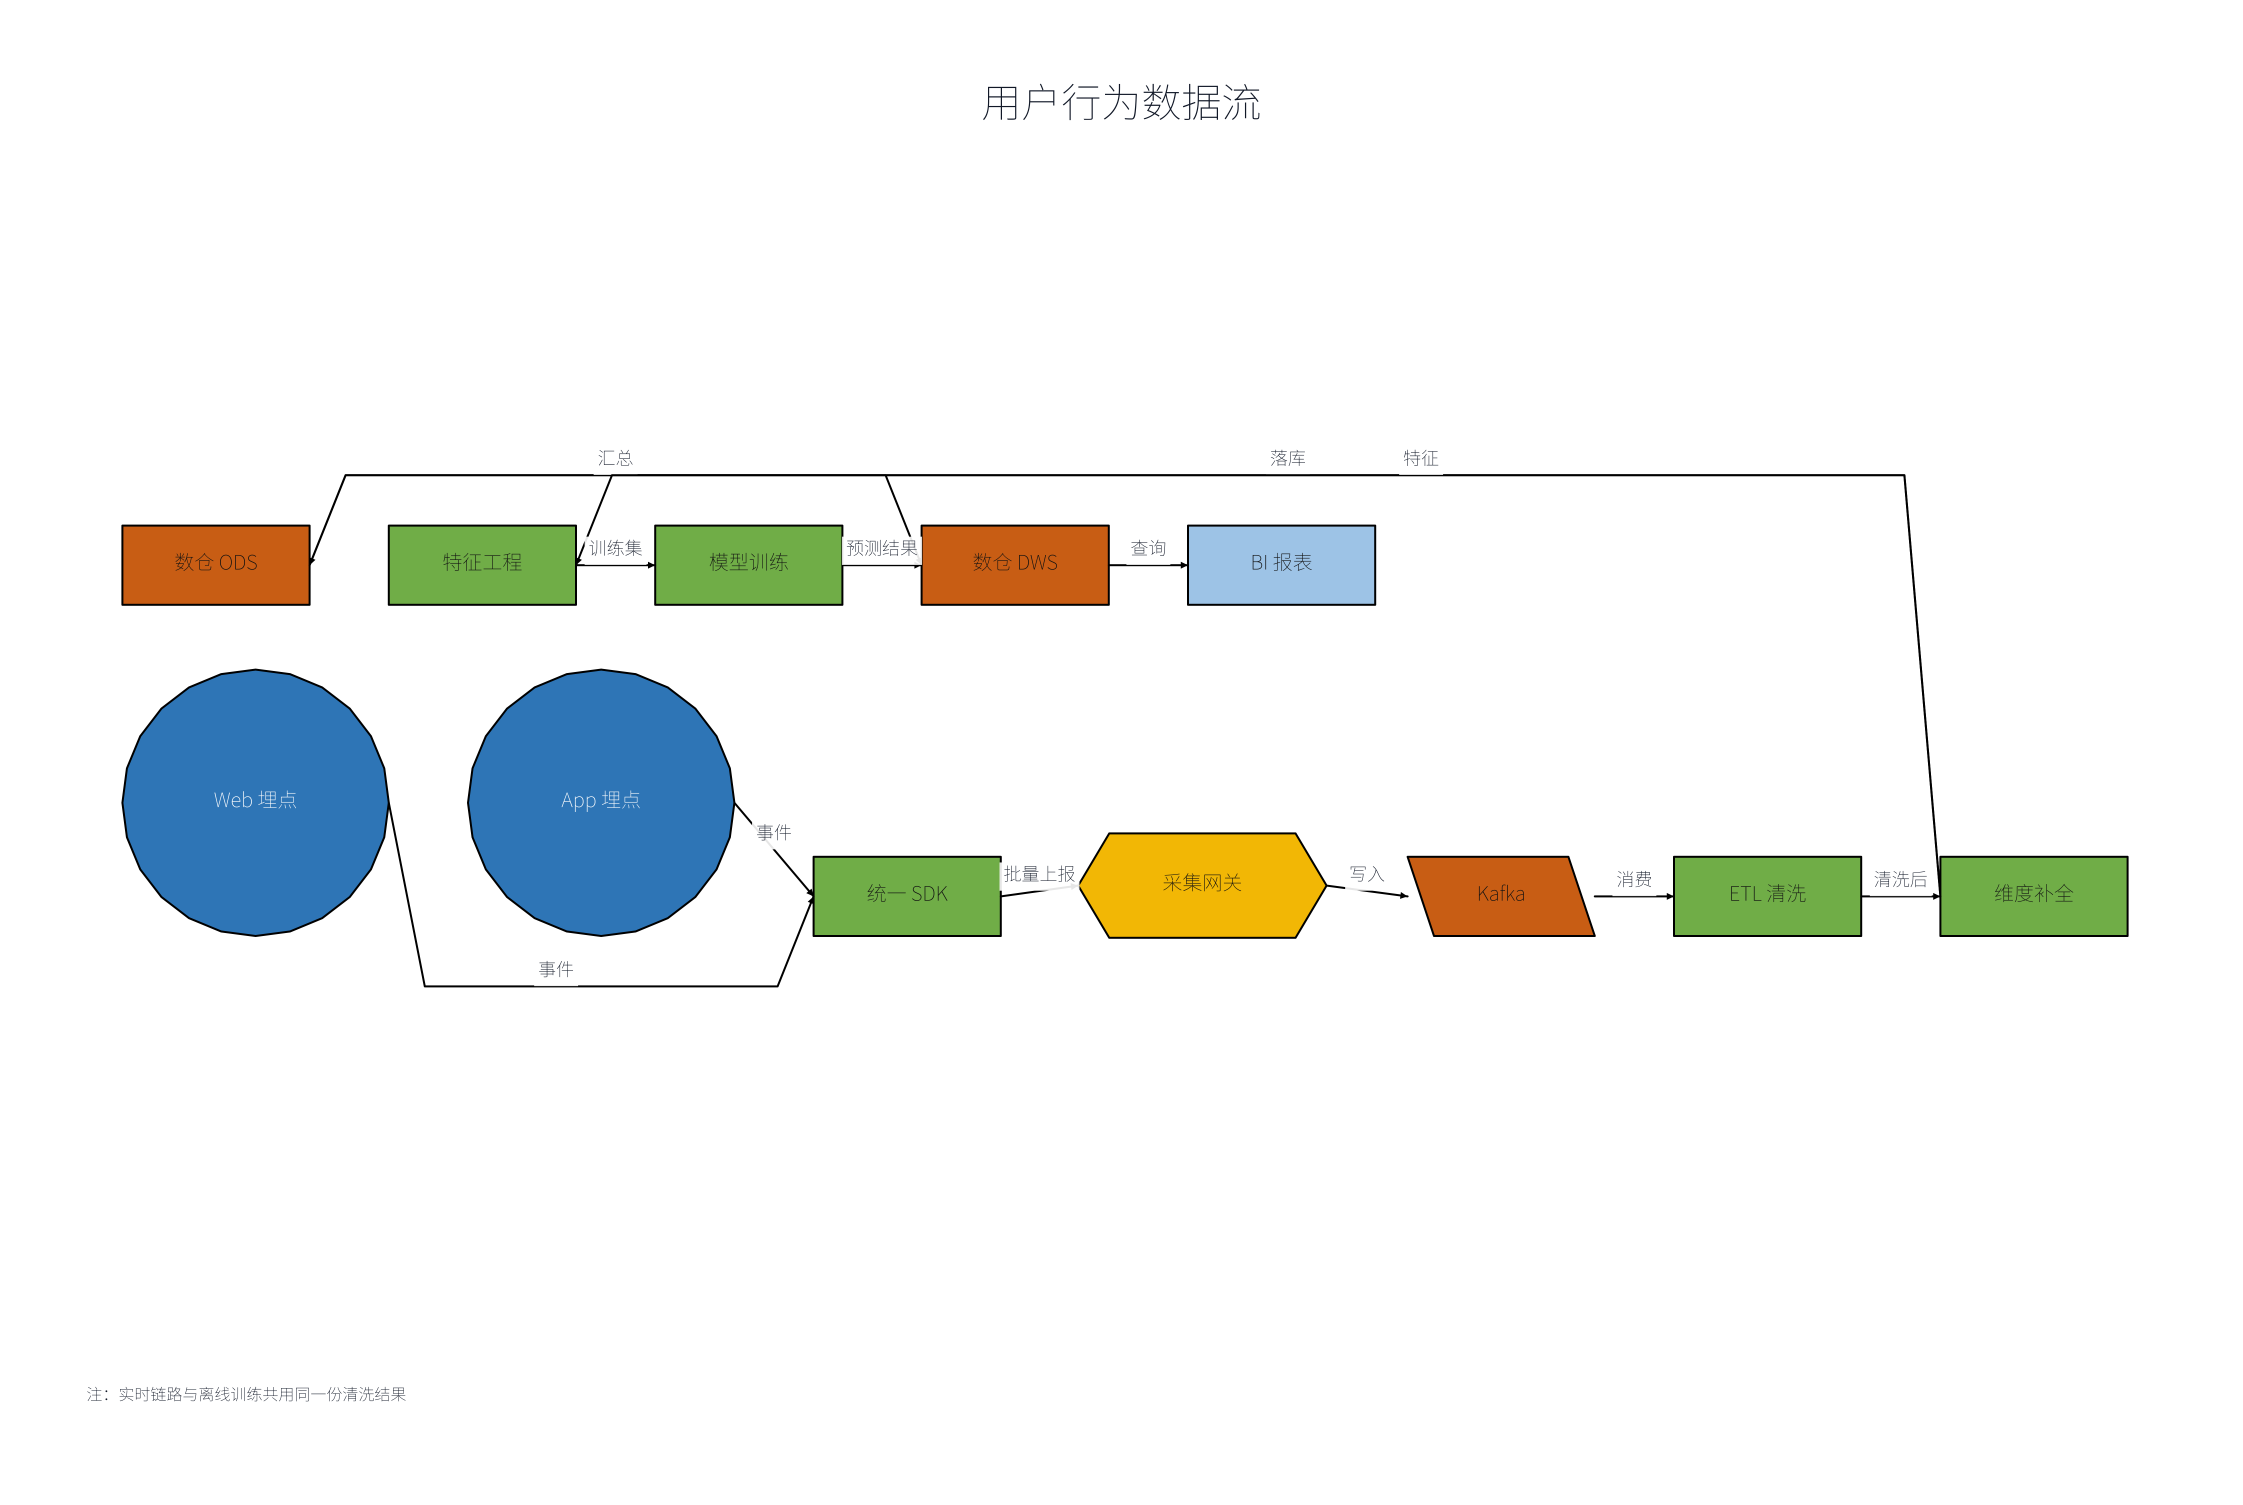 用户行为数据流
汇总
落库
特征
数仓 ODS
特征工程
训练集
模型训练
预测结果
数仓 DWS
查询
BI 报表
Web 埋点
App 埋点
事件
统一 SDK
批量上报
采集网关
写入
Kafka
消费
ETL 清洗
清洗后
维度补全
事件
注：实时链路与离线训练共用同一份清洗结果